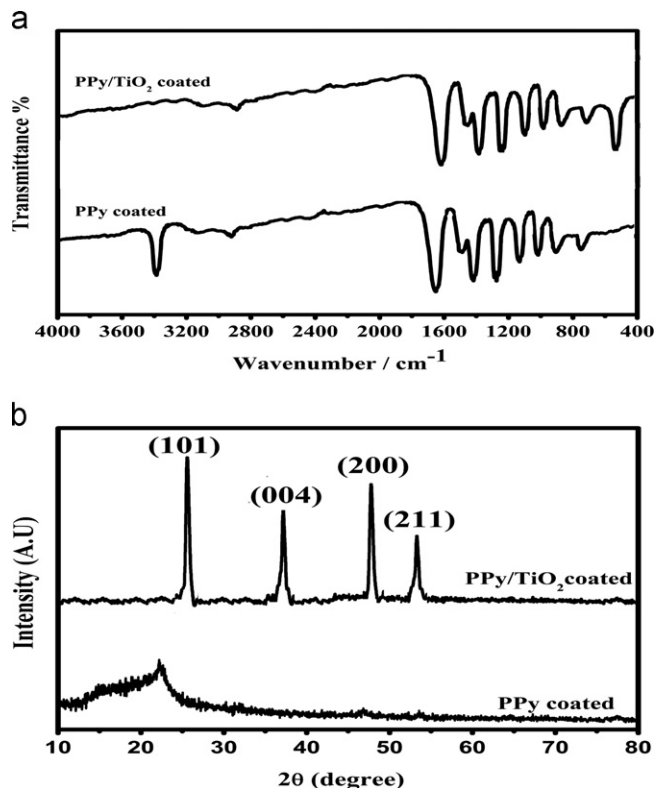 a
PPy/TiO₂ coated
PPy coated
Transmittance %
4000 3600 3200 2800 2400 2000 1600 1200 800 400
Wavenumber / cm⁻¹
b
(101)
(004)
(200)
(211)
PPy/TiO₂coated
PPy coated
Intensity (A.U)
10 20 30 40 50 60 70 80
2θ (degree)